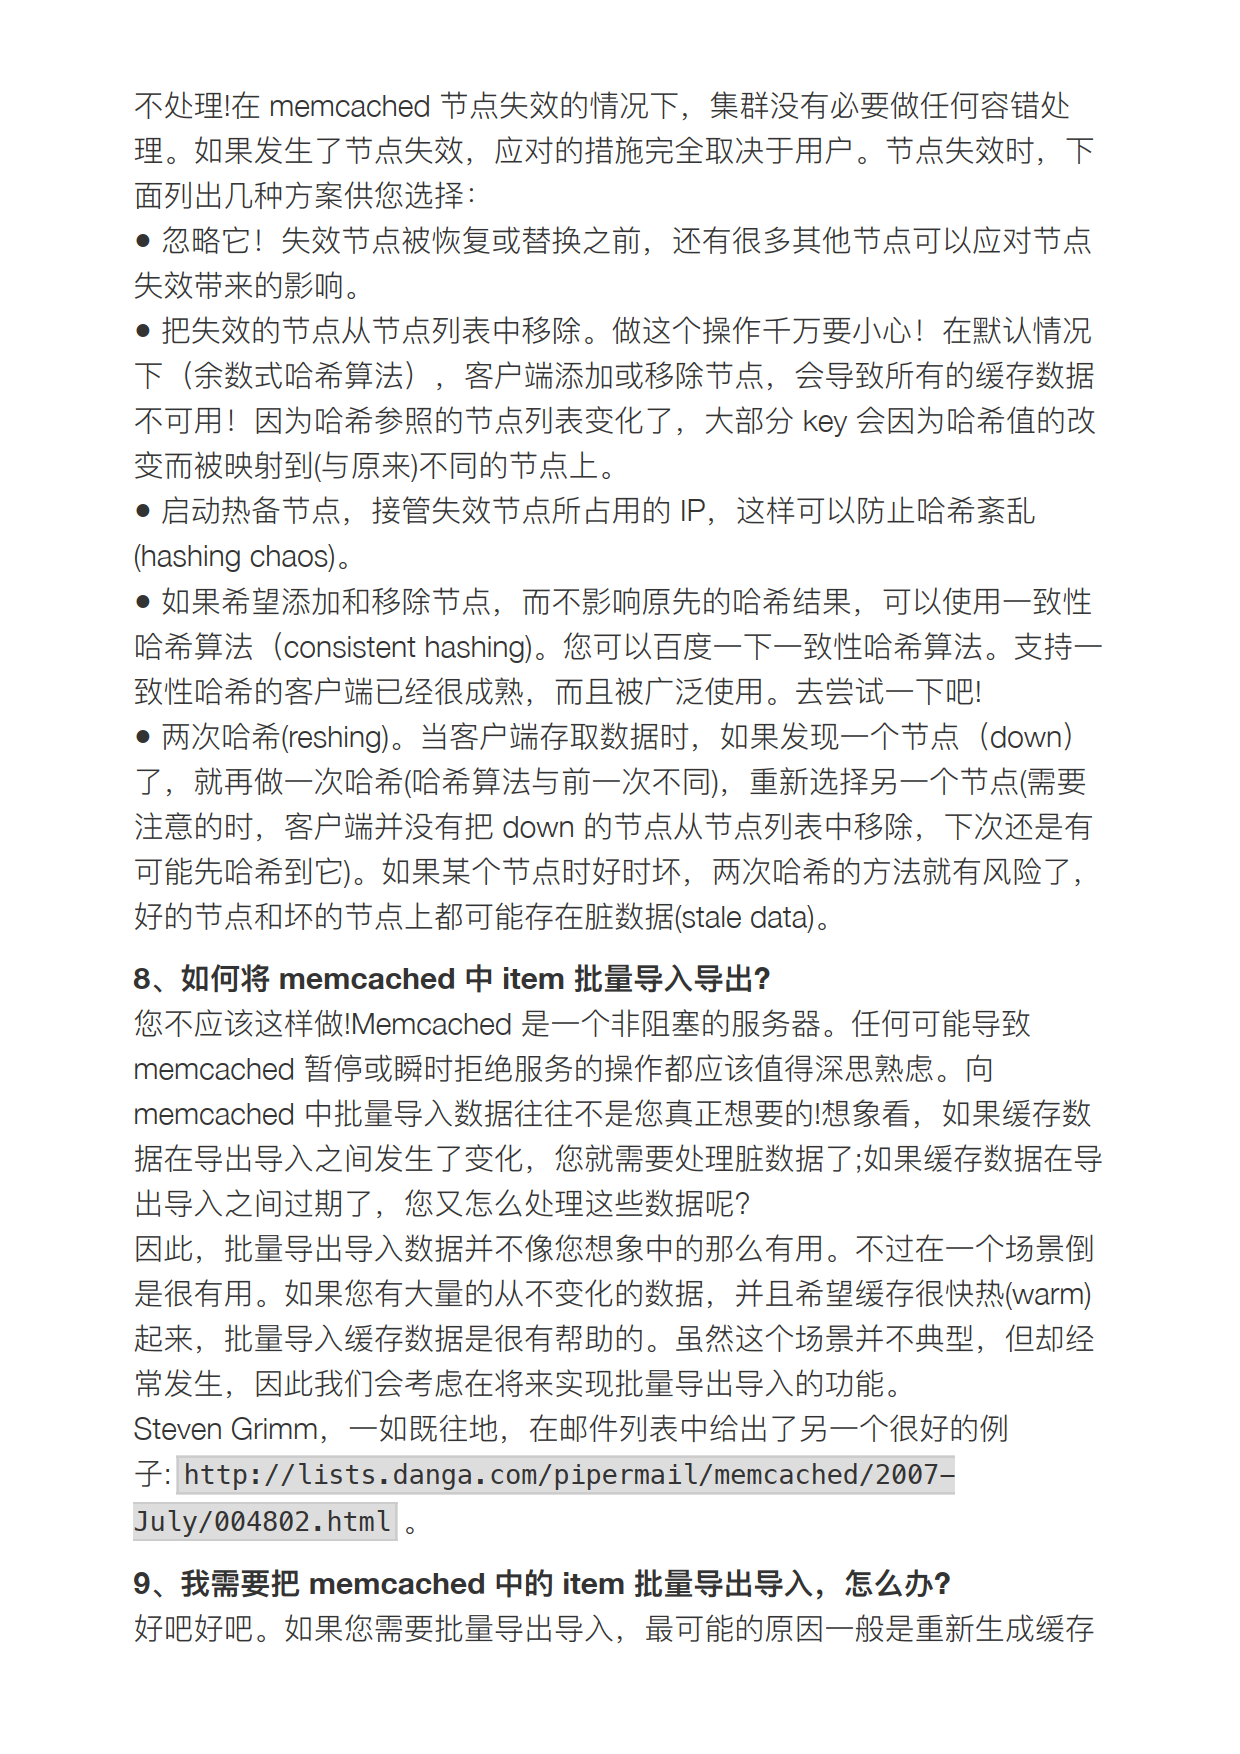 不处理!在 memcached 节点失效的情况下，集群没有必要做任何容错处
理。如果发生了节点失效，应对的措施完全取决于用户。节点失效时，下
面列出几种方案供您选择：
● 忽略它！失效节点被恢复或替换之前，还有很多其他节点可以应对节点
失效带来的影响。
● 把失效的节点从节点列表中移除。做这个操作千万要小心！在默认情况
下（余数式哈希算法），客户端添加或移除节点，会导致所有的缓存数据
不可用！因为哈希参照的节点列表变化了，大部分 key 会因为哈希值的改
变而被映射到(与原来)不同的节点上。
● 启动热备节点，接管失效节点所占用的 IP，这样可以防止哈希紊乱
(hashing chaos)。
● 如果希望添加和移除节点，而不影响原先的哈希结果，可以使用一致性
哈希算法（consistent hashing)。您可以百度一下一致性哈希算法。支持一
致性哈希的客户端已经很成熟，而且被广泛使用。去尝试一下吧!
● 两次哈希(reshing)。当客户端存取数据时，如果发现一个节点（down）
了，就再做一次哈希(哈希算法与前一次不同)，重新选择另一个节点(需要
注意的时，客户端并没有把 down 的节点从节点列表中移除，下次还是有
可能先哈希到它)。如果某个节点时好时坏，两次哈希的方法就有风险了，
好的节点和坏的节点上都可能存在脏数据(stale data)。
8、如何将 memcached 中 item 批量导入导出?
您不应该这样做!Memcached 是一个非阻塞的服务器。任何可能导致
memcached 暂停或瞬时拒绝服务的操作都应该值得深思熟虑。向
memcached 中批量导入数据往往不是您真正想要的!想象看，如果缓存数
据在导出导入之间发生了变化，您就需要处理脏数据了;如果缓存数据在导
出导入之间过期了，您又怎么处理这些数据呢?
因此，批量导出导入数据并不像您想象中的那么有用。不过在一个场景倒
是很有用。如果您有大量的从不变化的数据，并且希望缓存很快热(warm)
起来，批量导入缓存数据是很有帮助的。虽然这个场景并不典型，但却经
常发生，因此我们会考虑在将来实现批量导出导入的功能。
Steven Grimm，一如既往地，在邮件列表中给出了另一个很好的例
子: http://lists.danga.com/pipermail/memcached/2007-
July/004802.html 。
9、我需要把 memcached 中的 item 批量导出导入，怎么办?
好吧好吧。如果您需要批量导出导入，最可能的原因一般是重新生成缓存